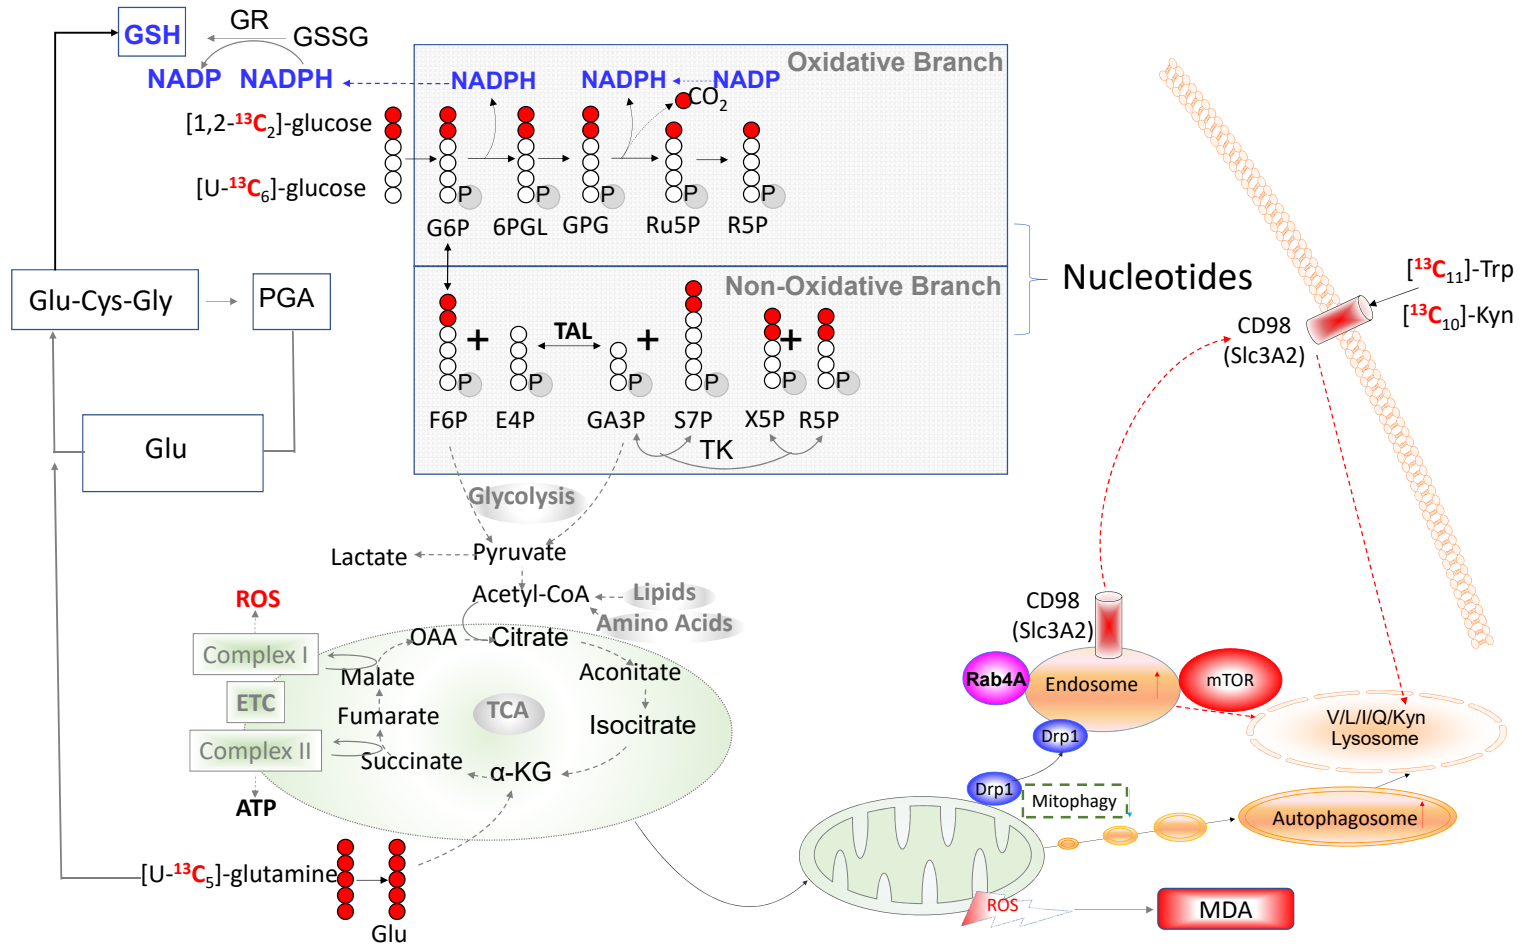 GR
GSH
GSSG
NADP NADPH
Oxidative Branch
NADPH
NADPH
NADP
CO2
[1,2-13C2]-glucose
[U-13C6]-glucose
P
P
P
P
P
G6P
6PGL
GPG
Ru5P
R5P
Non-Oxidative Branch
Nucleotides
+
TAL
+
+
P
P
P
P
P
P
F6P
E4P
GA3P
S7P
X5P
R5P
TK
Glu-Cys-Gly
PGA
Glu
[13C11]-Trp
[13C10]-Kyn
CD98
(Slc3A2)
Glycolysis
Lactate
Pyruvate
Acetyl-CoA
Lipids
Amino Acids
ROS
Complex I
ETC
Complex II
ATP
OAA
Citrate
Malate
Aconitate
Fumarate
TCA
Isocitrate
Succinate
α-KG
[U-13C5]-glutamine
Glu
CD98
(Slc3A2)
Rab4A
Endosome
mTOR
Drp1
Drp1
Mitophagy
V/L/I/Q/Kyn
Lysosome
Autophagosome
ROS
MDA